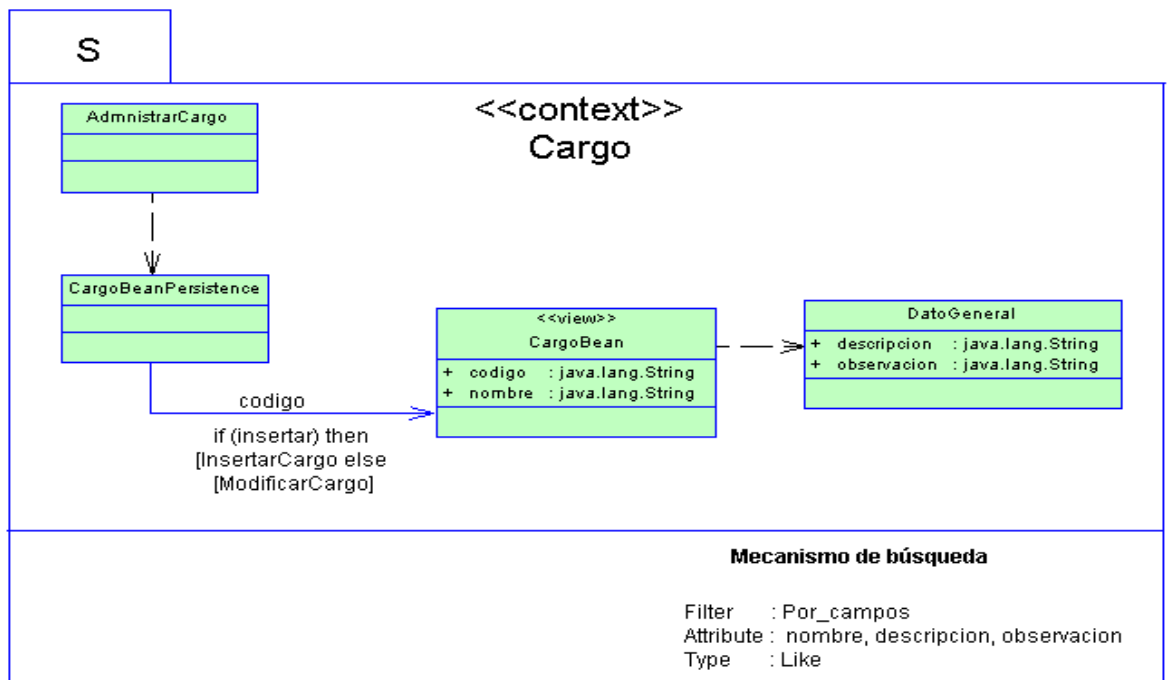 S
<<context>>
Cargo
AdmnistrarCargo
CargoBeanPersistence
<<view>>
CargoBean
+ codigo : java.lang.String
+ nombre : java.lang.String
DatoGeneral
+ descripcion : java.lang.String
+ observacion : java.lang.String
codigo
if (insertar) then
[InsertarCargo else
[ModificarCargo]
Mecanismo de búsqueda
Filter : Por_campos
Attribute : nombre, descripcion, observacion
Type : Like